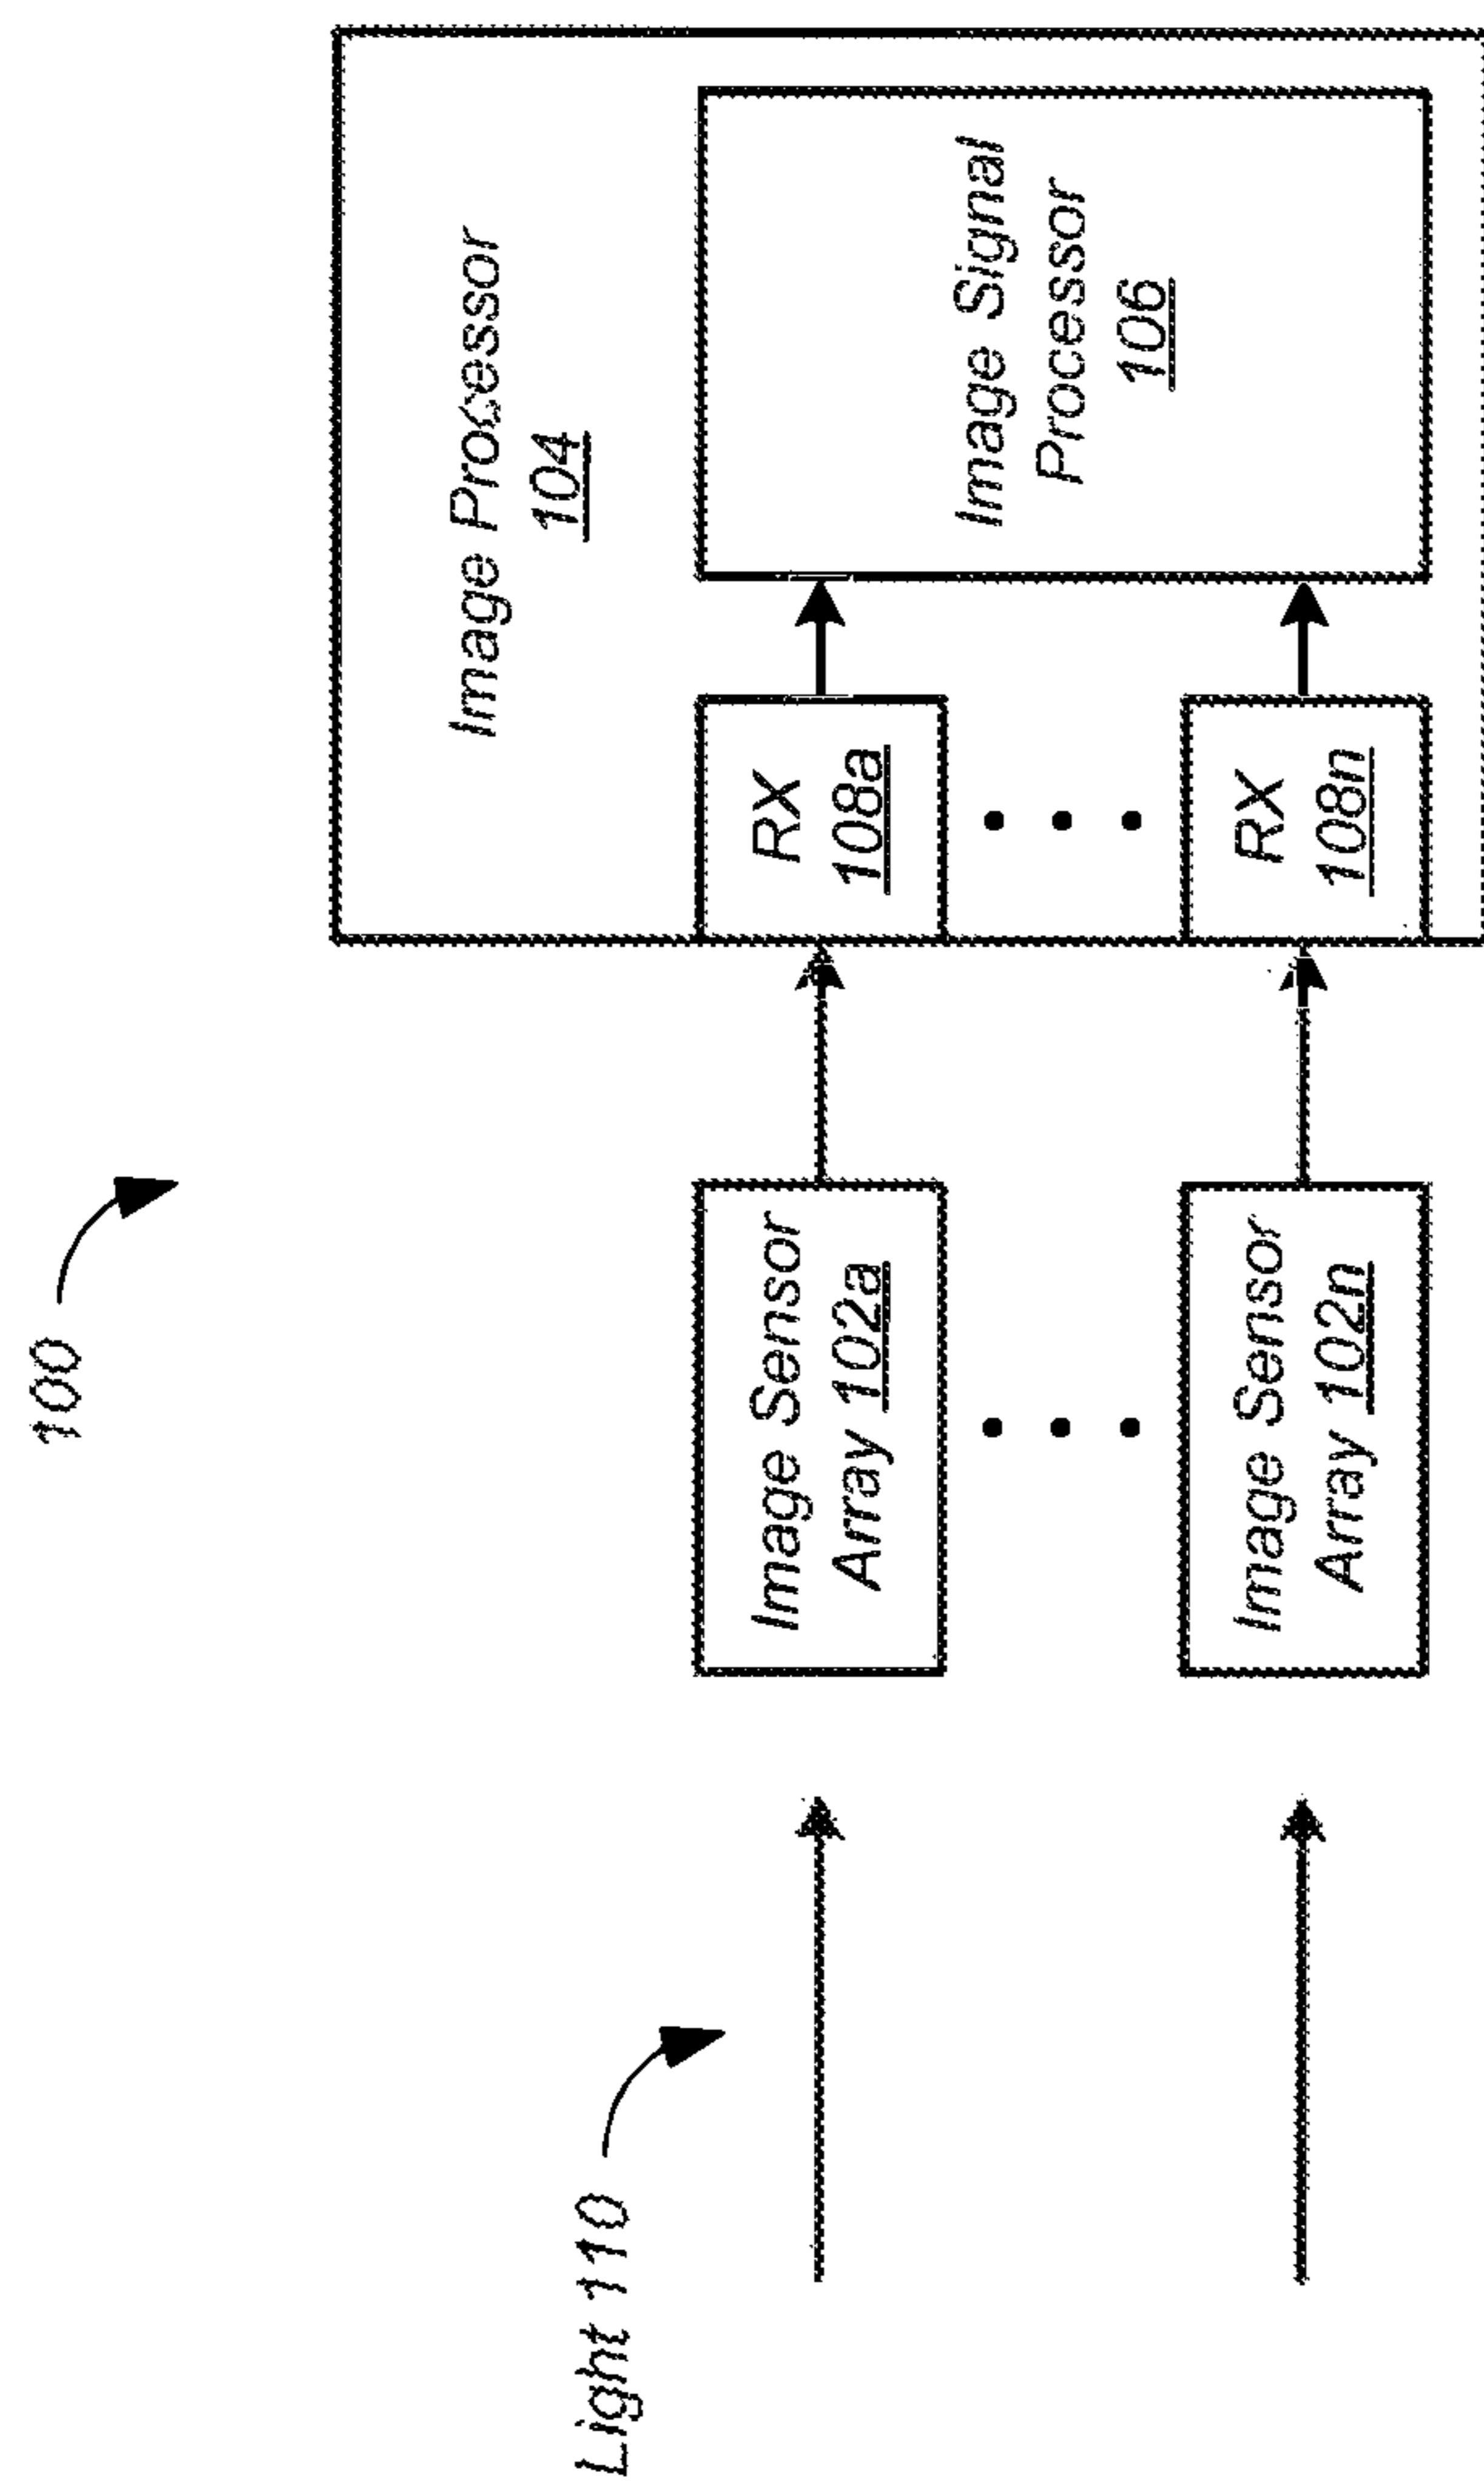 100
Image Processor
104
Light 110
Image Sensor
Array 102a
RX
108a
Image Signal
Processor
106
Image Sensor
Array 102n
RX
108n